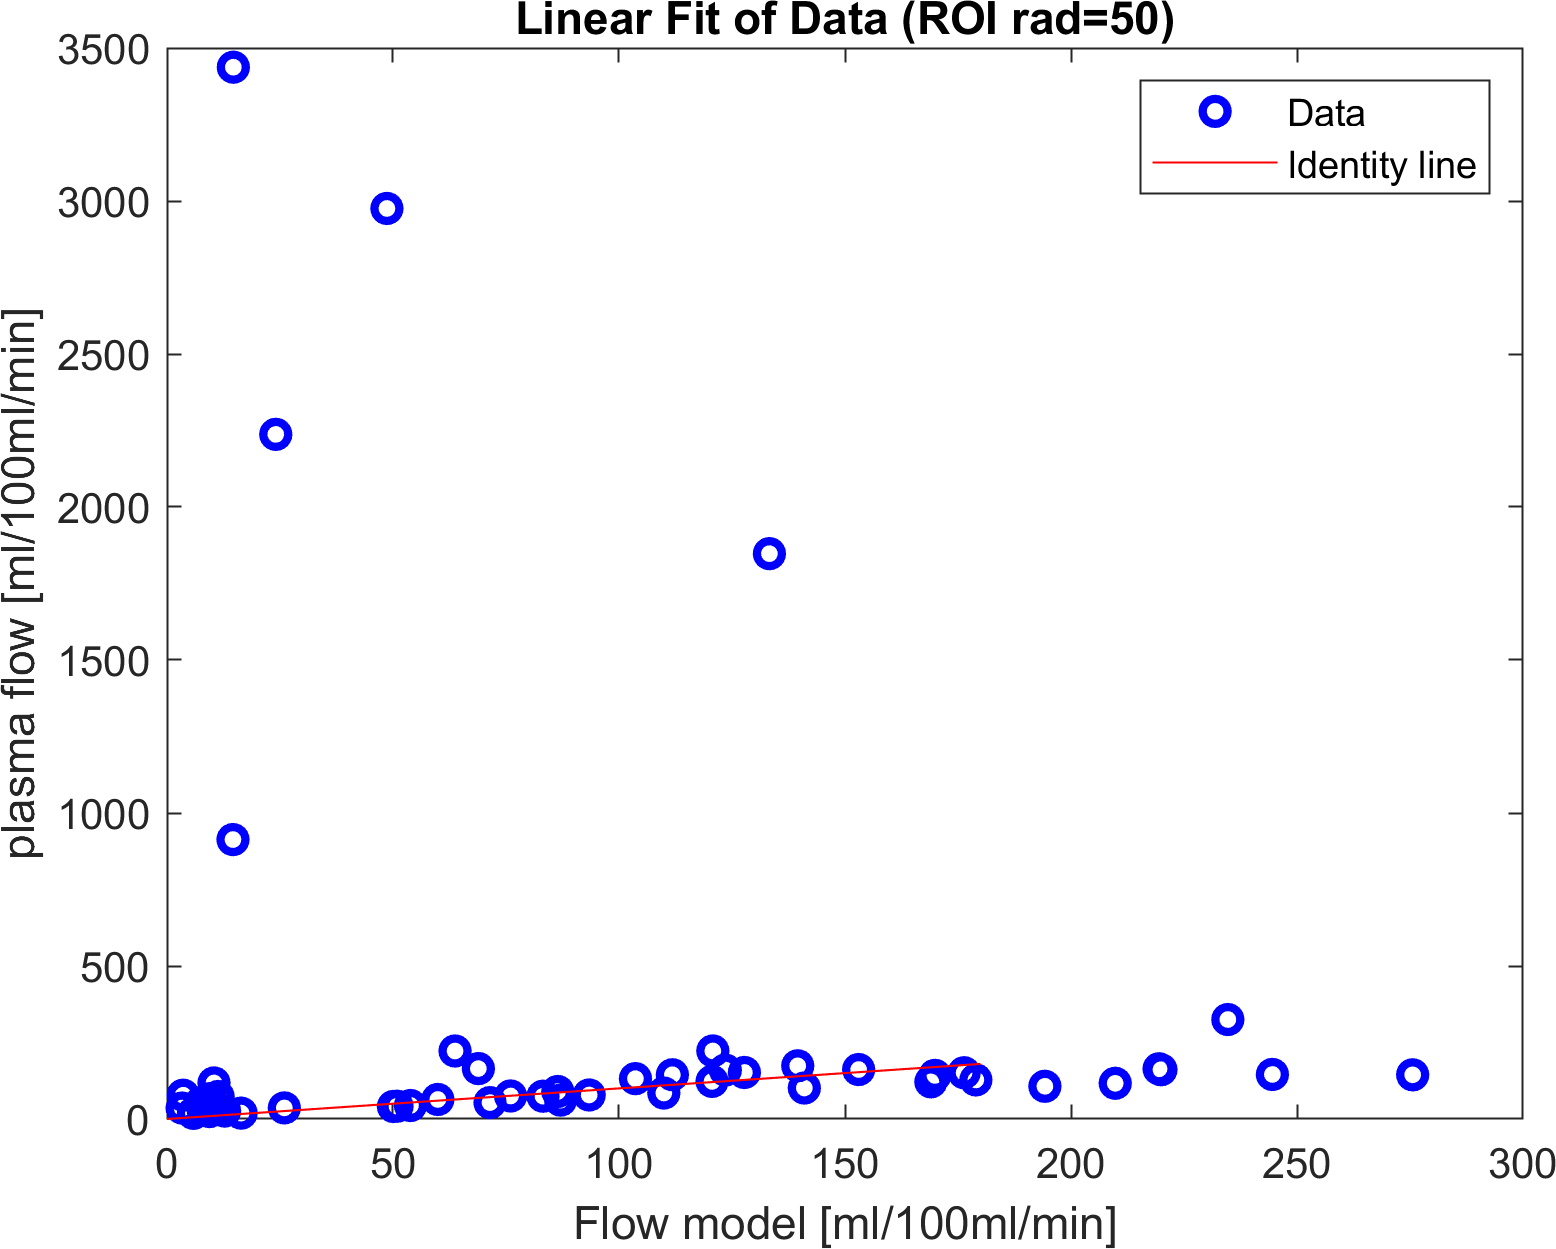 Linear Fit of Data (ROI rad=50)
Data
Identity line
3500
3000
2500
2000
1500
1000
500
0
plasma flow [ml/100ml/min]
0 50 100 150 200 250 300
Flow model [ml/100ml/min]